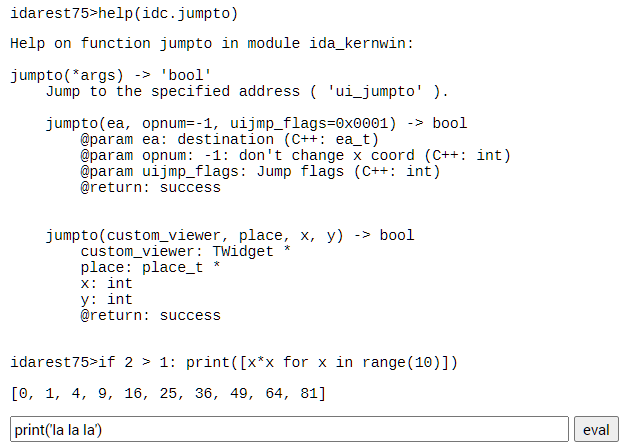 idarest75>help(idc.jumpto)
Help on function jumpto in module ida_kernwin:
jumpto(*args) -> 'bool'
    Jump to the specified address ( 'ui_jumpto' ).
    jumpto(ea, opnum=-1, uijmp_flags=0x0001) -> bool
        @param ea: destination (C++: ea_t)
        @param opnum: -1: don't change x coord (C++: int)
        @param uijmp_flags: Jump flags (C++: int)
        @return: success
    jumpto(custom_viewer, place, x, y) -> bool
        custom_viewer: TWidget *
        place: place_t *
        x: int
        y: int
        @return: success
idarest75>if 2 > 1: print([x*x for x in range(10)])
[0, 1, 4, 9, 16, 25, 36, 49, 64, 81]
print('la la la') eval